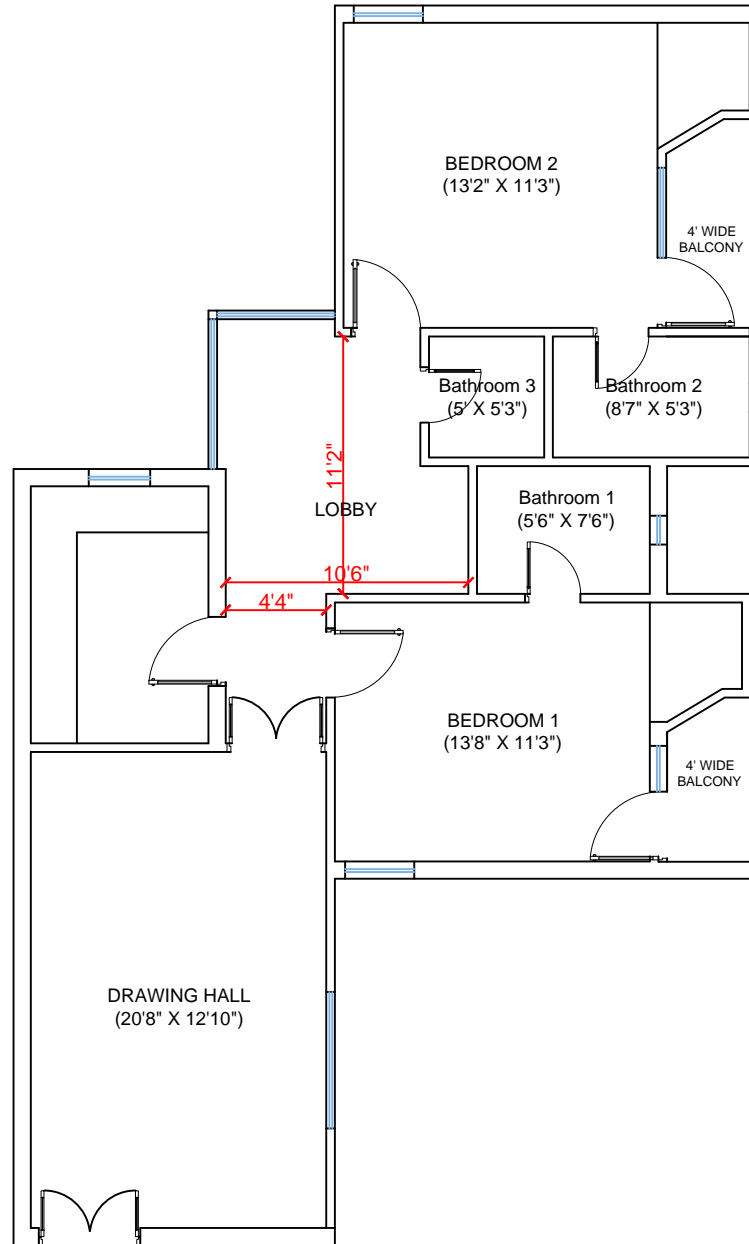 BEDROOM 2
(13'2" X 11'3")
4' WIDE
BALCONY
Bathroom 3
(5' X 5'3")
Bathroom 2
(8'7" X 5'3")
11'2"
LOBBY
Bathroom 1
(5'6" X 7'6")
10'6"
4'4"
BEDROOM 1
(13'8" X 11'3")
4' WIDE
BALCONY
DRAWING HALL
(20'8" X 12'10")